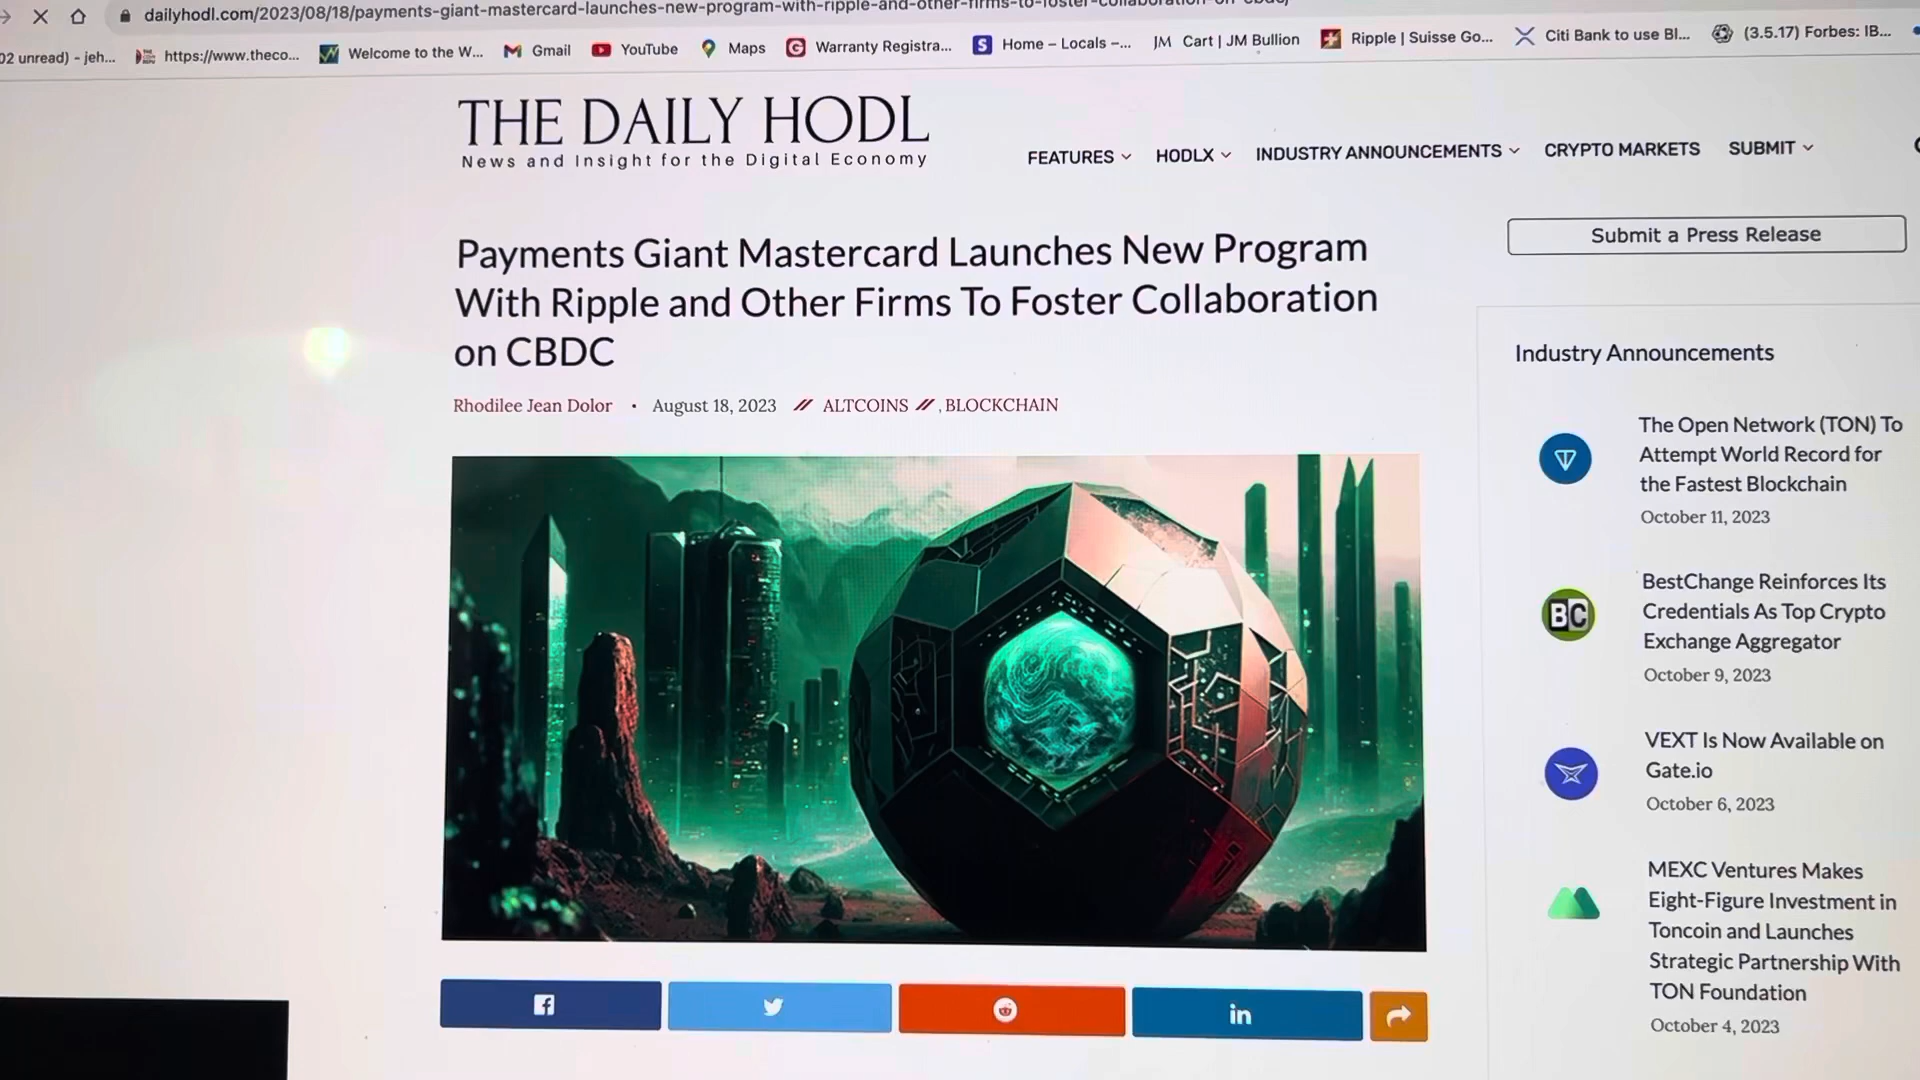 dailyhodl.com/2023/08/18/payments-giant-mastercard-launches-new-program-with-ripple-and-other-firms-to-foster-collaboration-on-cbdc/
02 unread) - jeh...
https://www.theco...
Welcome to the W...
Gmail
YouTube
Maps
Warranty Registra...
Home – Locals –...
JM Cart | JM Bullion
Ripple | Suisse Go...
Citi Bank to use Bl...
(3.5.17) Forbes: IB...
THE DAILY HODL
News and Insight for the Digital Economy
FEATURES
HODLX
INDUSTRY ANNOUNCEMENTS
CRYPTO MARKETS
SUBMIT
Payments Giant Mastercard Launches New Program
With Ripple and Other Firms To Foster Collaboration
on CBDC
Rhodilee Jean Dolor • August 18, 2023 // ALTCOINS // , BLOCKCHAIN
Submit a Press Release
Industry Announcements
The Open Network (TON) To
Attempt World Record for
the Fastest Blockchain
October 11, 2023
BC
BestChange Reinforces Its
Credentials As Top Crypto
Exchange Aggregator
October 9, 2023
VEXT Is Now Available on
Gate.io
October 6, 2023
MEXC Ventures Makes
Eight-Figure Investment in
Toncoin and Launches
Strategic Partnership With
TON Foundation
October 4, 2023